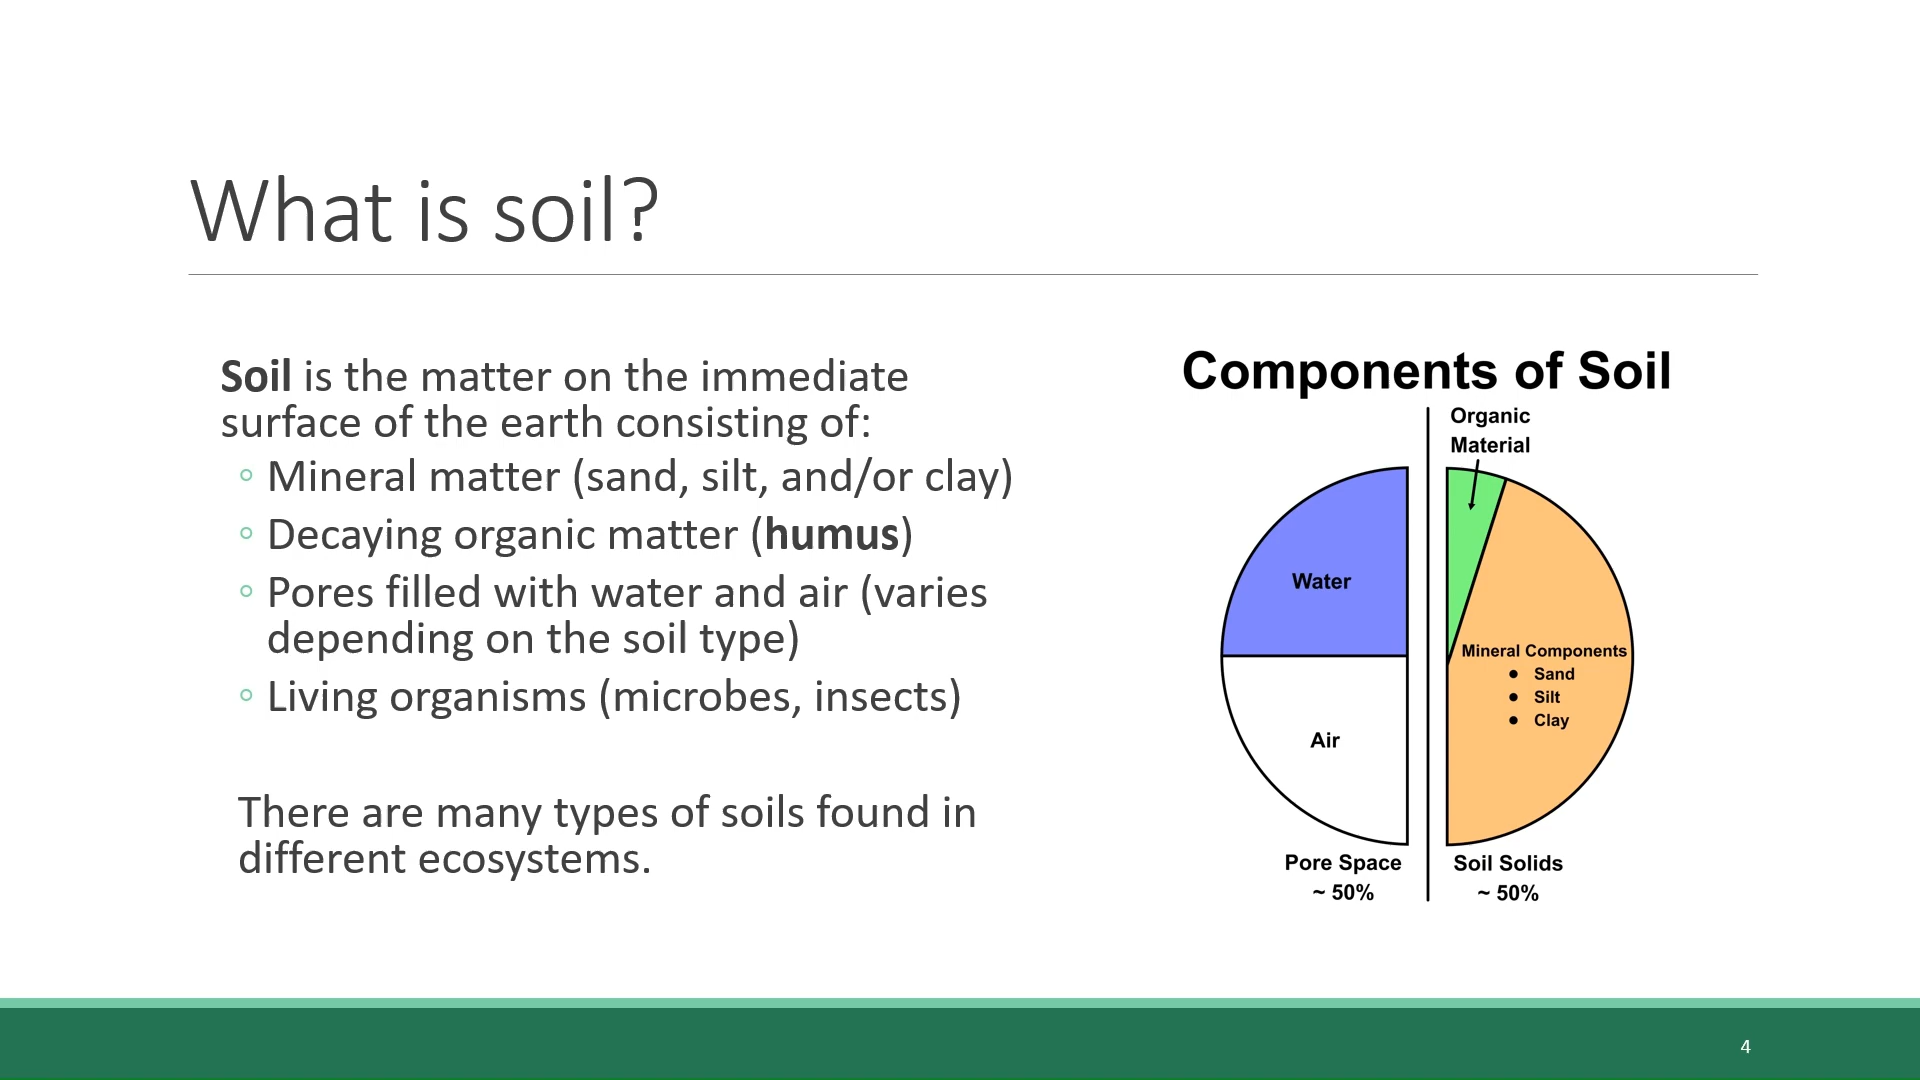 What is soil?
Soil is the matter on the immediate
surface of the earth consisting of:
◦ Mineral matter (sand, silt, and/or clay)
◦ Decaying organic matter (humus)
◦ Pores filled with water and air (varies
depending on the soil type)
◦ Living organisms (microbes, insects)
There are many types of soils found in
different ecosystems.
Components of Soil
Organic
Material
Water
Air
Mineral Components
● Sand
● Silt
● Clay
Pore Space
~ 50%
Soil Solids
~ 50%
4